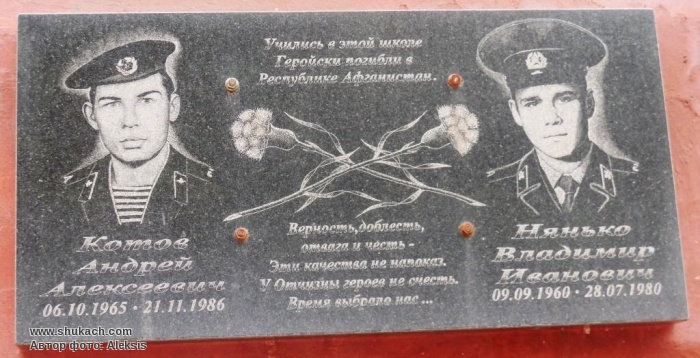 Учились в этой школе
Геройски погибли в
Республике Афганистан.
Котов
Андрей
Алексеевич
06.10.1965 - 21.11.1986
Верность, доблесть,
отвага и честь -
Эти качества не напоказ.
У Отчизны героев не счесть.
Время выбрало нас ...
Нянько
Владимир
Иванович
09.09.1960 - 28.07.1980
www.shukach.com
Автор фото: Aleksis